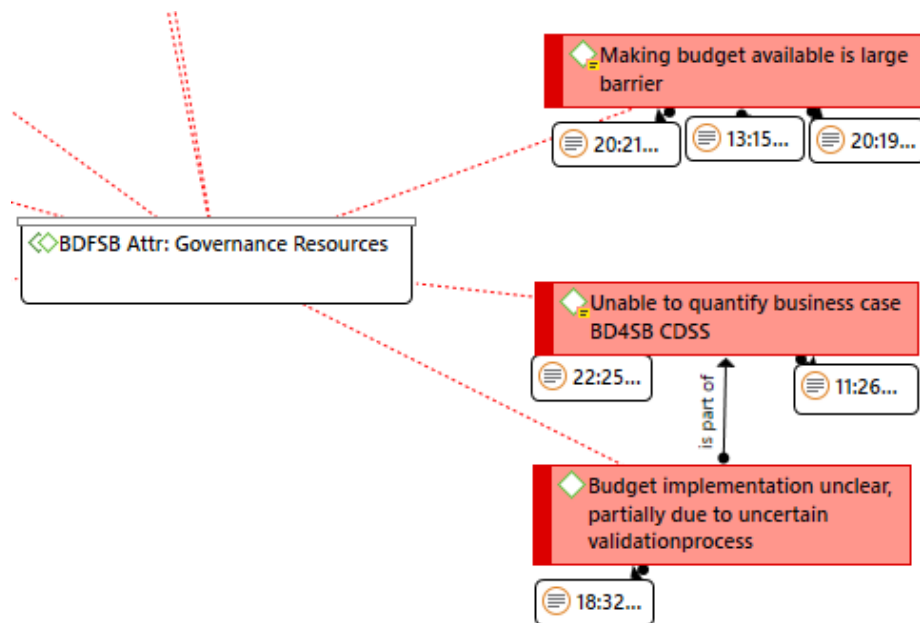 Making budget available is large
barrier
20:21...
13:15...
20:19...
BDFSB Attr: Governance Resources
Unable to quantify business case
BD4SB CDSS
22:25...
11:26...
is part of
Budget implementation unclear,
partially due to uncertain
validationprocess
18:32...